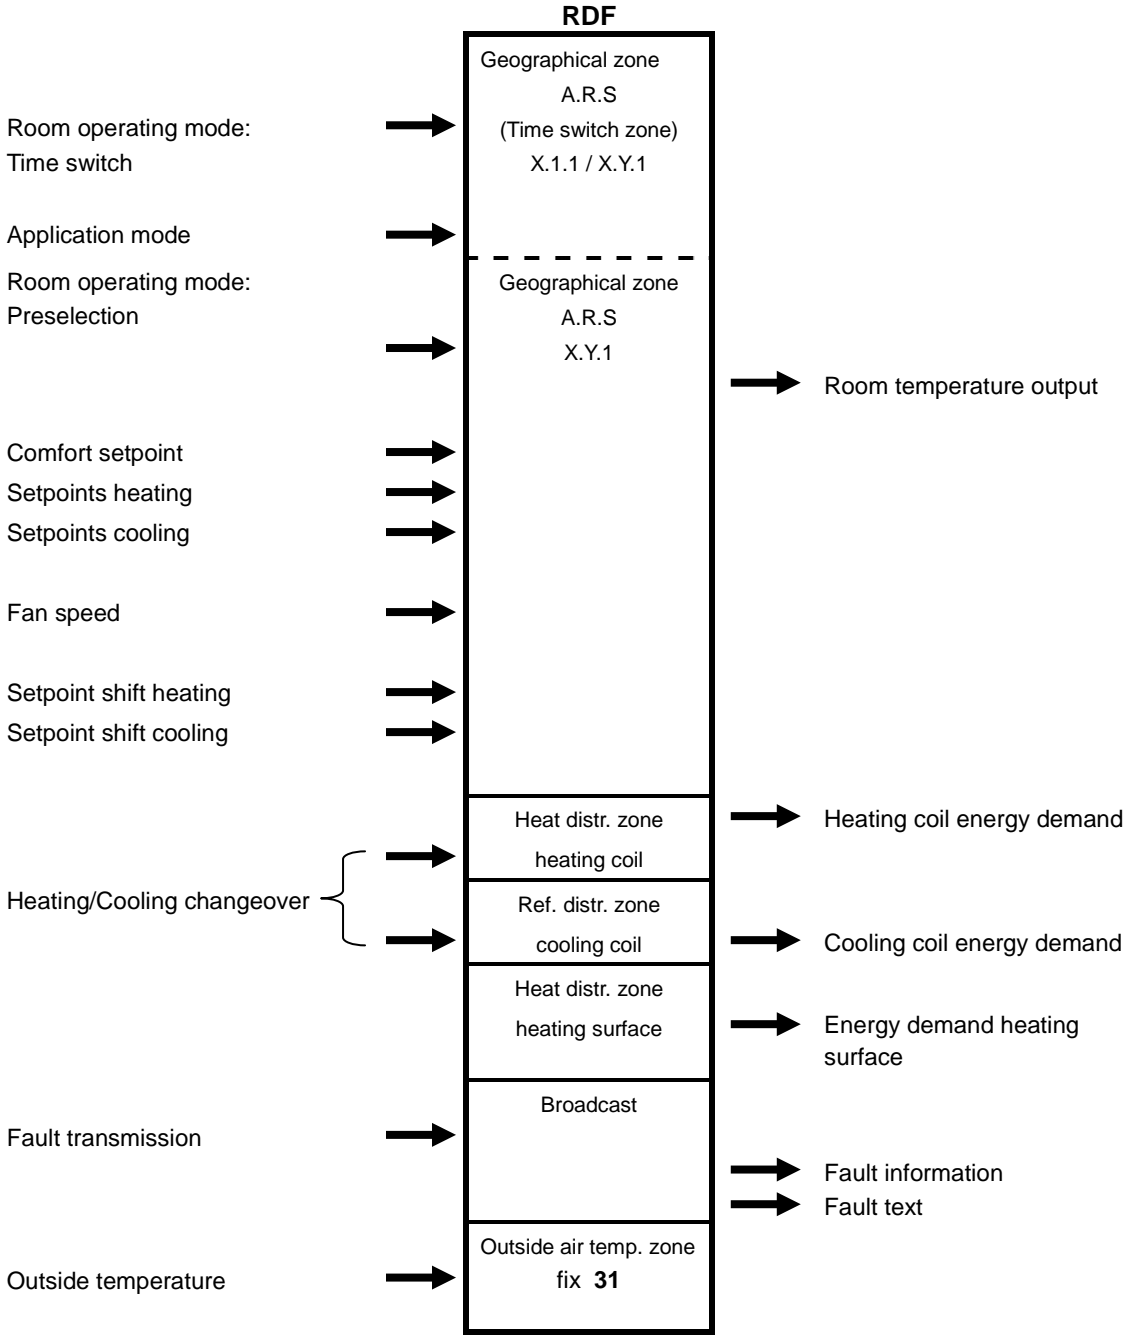 RDF
Geographical zone
A.R.S
(Time switch zone)
X.1.1 / X.Y.1
Room operating mode:
Time switch
Application mode
Room operating mode:
Preselection
Geographical zone
A.R.S
X.Y.1
Room temperature output
Comfort setpoint
Setpoints heating
Setpoints cooling
Fan speed
Setpoint shift heating
Setpoint shift cooling
Heat distr. zone
heating coil
Heating coil energy demand
Heating/Cooling changeover
Ref. distr. zone
cooling coil
Cooling coil energy demand
Heat distr. zone
heating surface
Energy demand heating
surface
Broadcast
Fault transmission
Fault information
Fault text
Outside air temp. zone
fix 31
Outside temperature